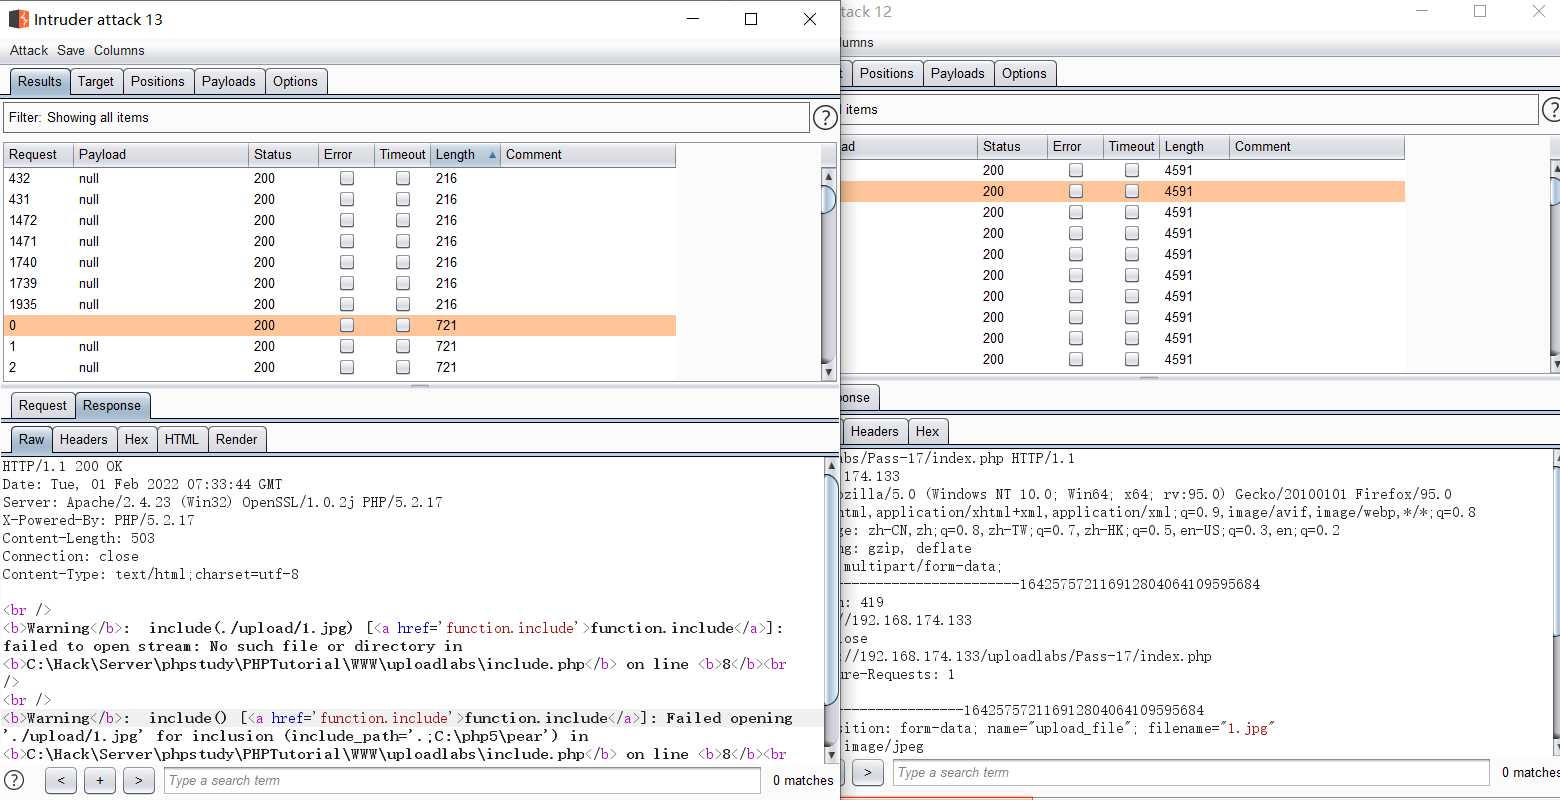 Intruder attack 13
Attack Save Columns
Results Target Positions Payloads Options
Filter: Showing all items
?
Request Payload Status Error Timeout Length Comment
432 null 200 216
431 null 200 216
1472 null 200 216
1471 null 200 216
1740 null 200 216
1739 null 200 216
1935 null 200 216
0 200 721
1 null 200 721
2 null 200 721
Request Response
Raw Headers Hex HTML Render
HTTP/1.1 200 OK
Date: Tue, 01 Feb 2022 07:33:44 GMT
Server: Apache/2.4.23 (Win32) OpenSSL/1.0.2j PHP/5.2.17
X-Powered-By: PHP/5.2.17
Content-Length: 503
Connection: close
Content-Type: text/html;charset=utf-8
<br />
<b>Warning</b>:  include(./upload/1.jpg) [<a href='function.include'>function.include</a>]:
failed to open stream: No such file or directory in
<b>C:\Hack\Server\phpstudy\PHPTutorial\WWW\uploadlabs\include.php</b> on line <b>8</b><br
/>
<br />
<b>Warning</b>:  include() [<a href='function.include'>function.include</a>]: Failed opening
'./upload/1.jpg' for inclusion (include_path='.;C:\php5\pear') in
<b>C:\Hack\Server\phpstudy\PHPTutorial\WWW\uploadlabs\include.php</b> on line <b>8</b><br
? < + > Type a search term 0 matches
tack 12
lumns
t Positions Payloads Options
l items
?
ad Status Error Timeout Length Comment
200 4591
200 4591
200 4591
200 4591
200 4591
200 4591
200 4591
200 4591
200 4591
200 4591
onse
Headers Hex
abs/Pass-17/index.php HTTP/1.1
174.133
ozilla/5.0 (Windows NT 10.0; Win64; x64; rv:95.0) Gecko/20100101 Firefox/95.0
html,application/xhtml+xml,application/xml;q=0.9,image/avif,image/webp,*/*;q=0.8
ge: zh-CN,zh;q=0.8,zh-TW;q=0.7,zh-HK;q=0.5,en-US;q=0.3,en;q=0.2
ng: gzip, deflate
multipart/form-data;
-----------------------164257572116912804064109595684
n: 419
//192.168.174.133
lose
://192.168.174.133/uploadlabs/Pass-17/index.php
ure-Requests: 1
----------------164257572116912804064109595684
sition: form-data; name="upload_file"; filename="1.jpg"
image/jpeg
> Type a search term 0 matches